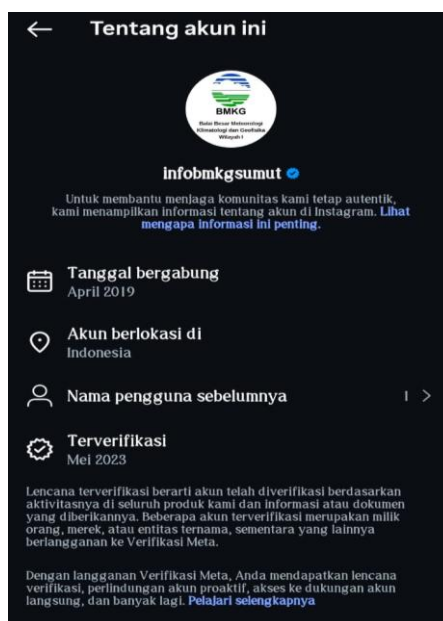 ← Tentang akun ini
BMKG
Balai Besar Meteorologi
Klimatologi dan Geofisika
Wilayah I
infobmkgsumut
Untuk membantu menjaga komunitas kami tetap autentik,
kami menampilkan informasi tentang akun di Instagram. Lihat
mengapa informasi ini penting.
Tanggal bergabung
April 2019
Akun berlokasi di
Indonesia
Nama pengguna sebelumnya 1 >
Terverifikasi
Mei 2023
Lencana terverifikasi berarti akun telah diverifikasi berdasarkan
aktivitasnya di seluruh produk kami dan informasi atau dokumen
yang diberikannya. Beberapa akun terverifikasi merupakan milik
orang, merek, atau entitas ternama, sementara yang lainnya
berlangganan ke Verifikasi Meta.
Dengan langganan Verifikasi Meta, Anda mendapatkan lencana
verifikasi, perlindungan akun proaktif, akses ke dukungan akun
langsung, dan banyak lagi. Pelajari selengkapnya